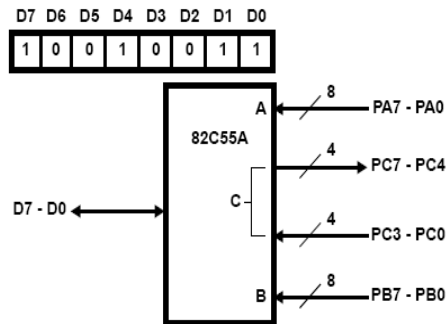 D7 D6 D5 D4 D3 D2 D1 D0
1 0 0 1 0 0 1 1
A 8 PA7 - PA0
82C55A
4 PC7 - PC4
D7 - D0 C
4 PC3 - PC0
B 8 PB7 - PB0